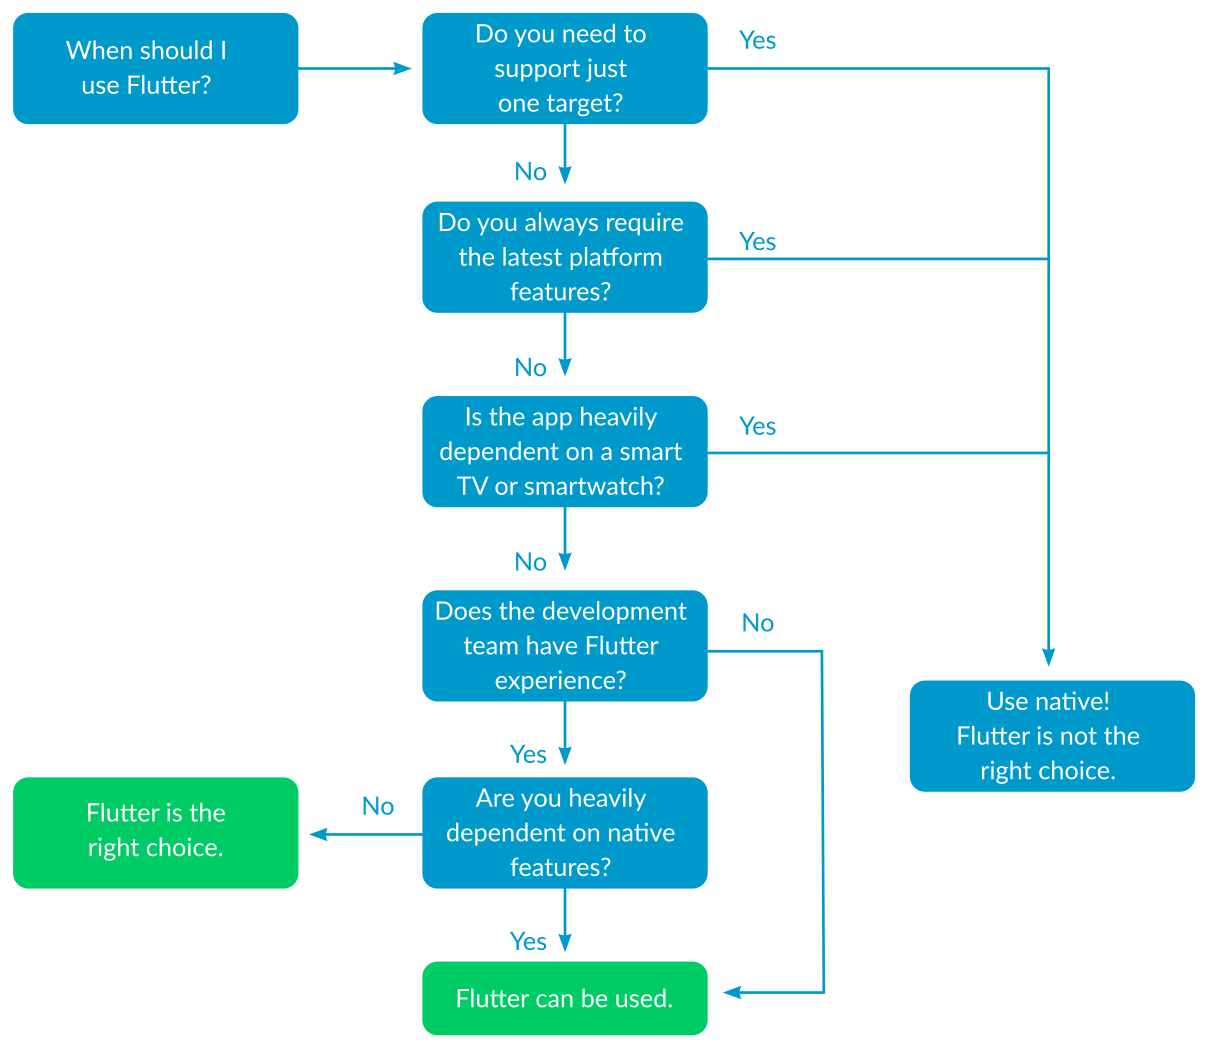 When should I
use Flutter?
Do you need to
support just
one target?
Yes
No
Do you always require
the latest platform
features?
Yes
No
Is the app heavily
dependent on a smart
TV or smartwatch?
Yes
No
Does the development
team have Flutter
experience?
No
Yes
Use native!
Flutter is not the
right choice.
Are you heavily
dependent on native
features?
No
Flutter is the
right choice.
Yes
Flutter can be used.